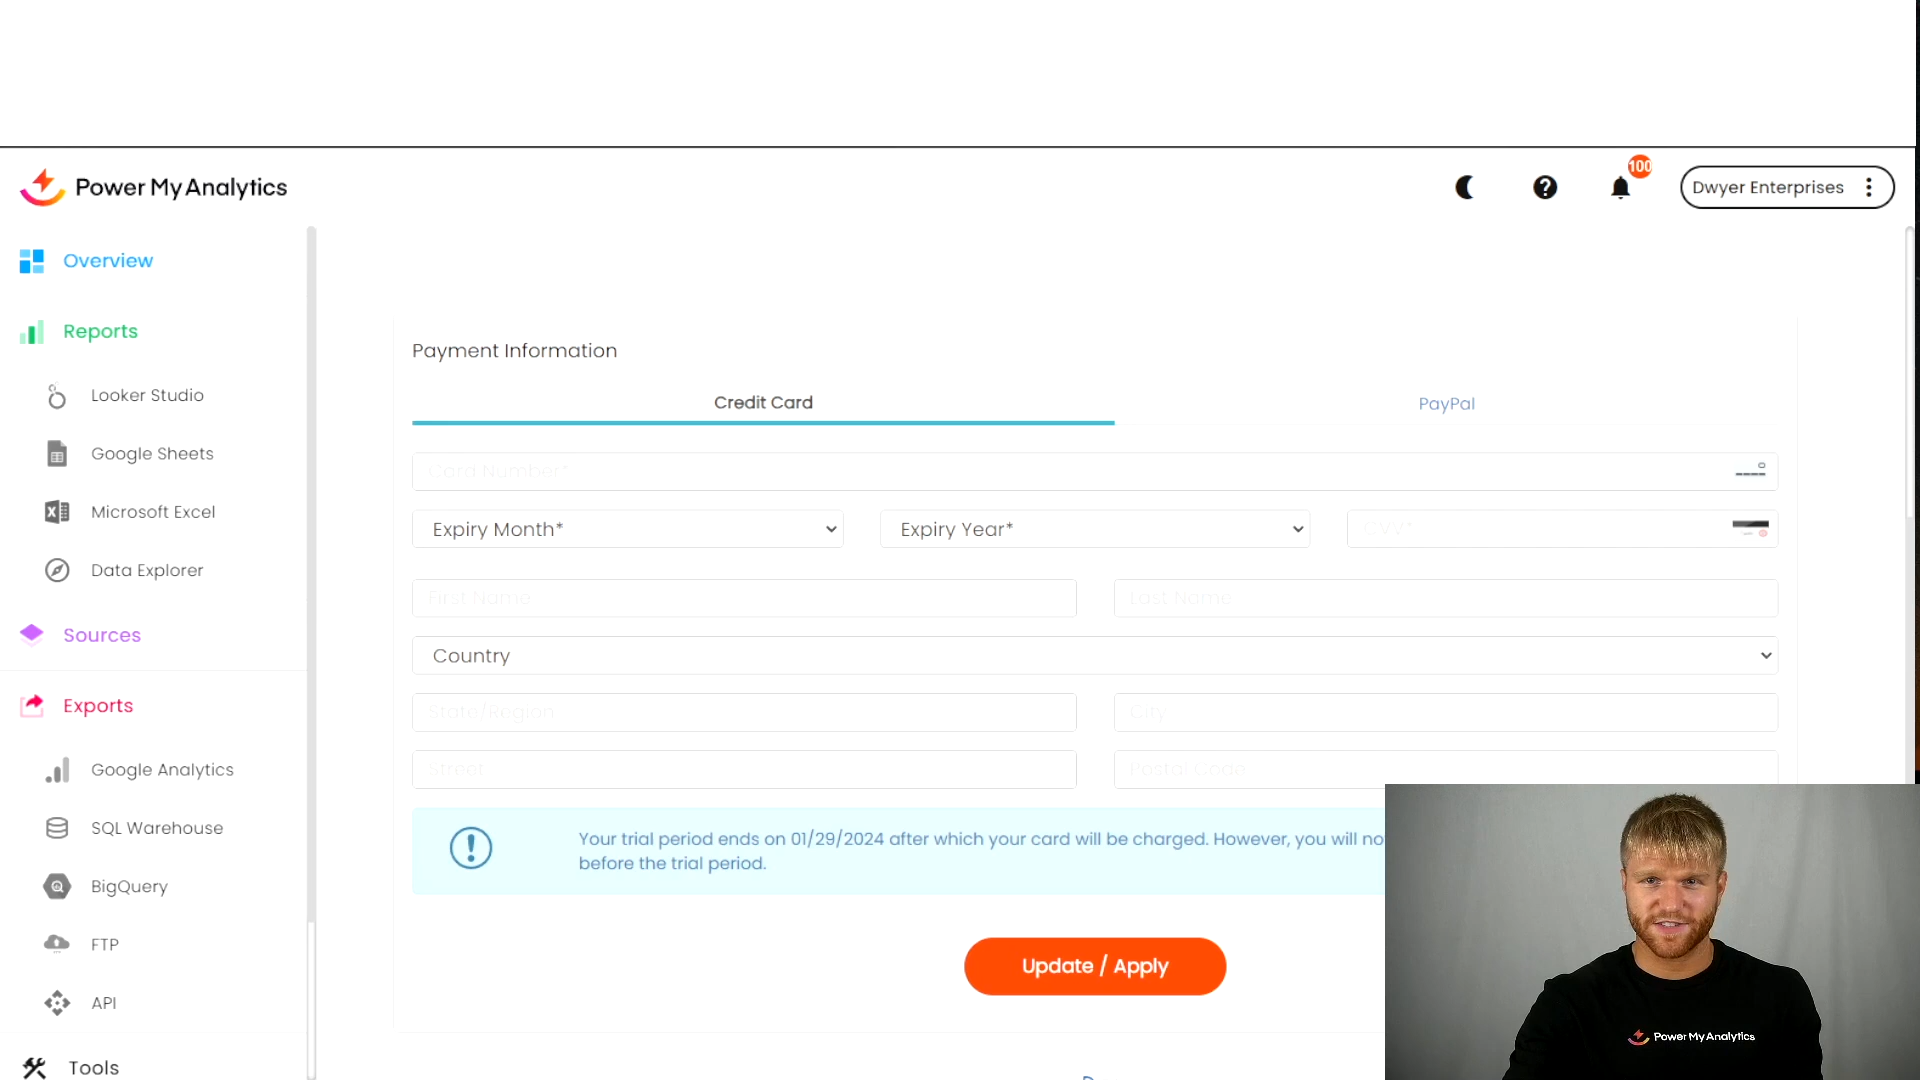 100
Power My Analytics
Dwyer Enterprises
Overview
Reports
Looker Studio
Google Sheets
Microsoft Excel
Data Explorer
Sources
Exports
Google Analytics
SQL Warehouse
BigQuery
FTP
API
Tools
Payment Information
Credit Card
PayPal
Card Number*
Expiry Month*
Expiry Year*
CVV*
First Name
Last Name
Country
State/Region
City
Street
Postal Code
Your trial period ends on 01/29/2024 after which your card will be charged. However, you will no
before the trial period.
Update / Apply
Power My Analytics